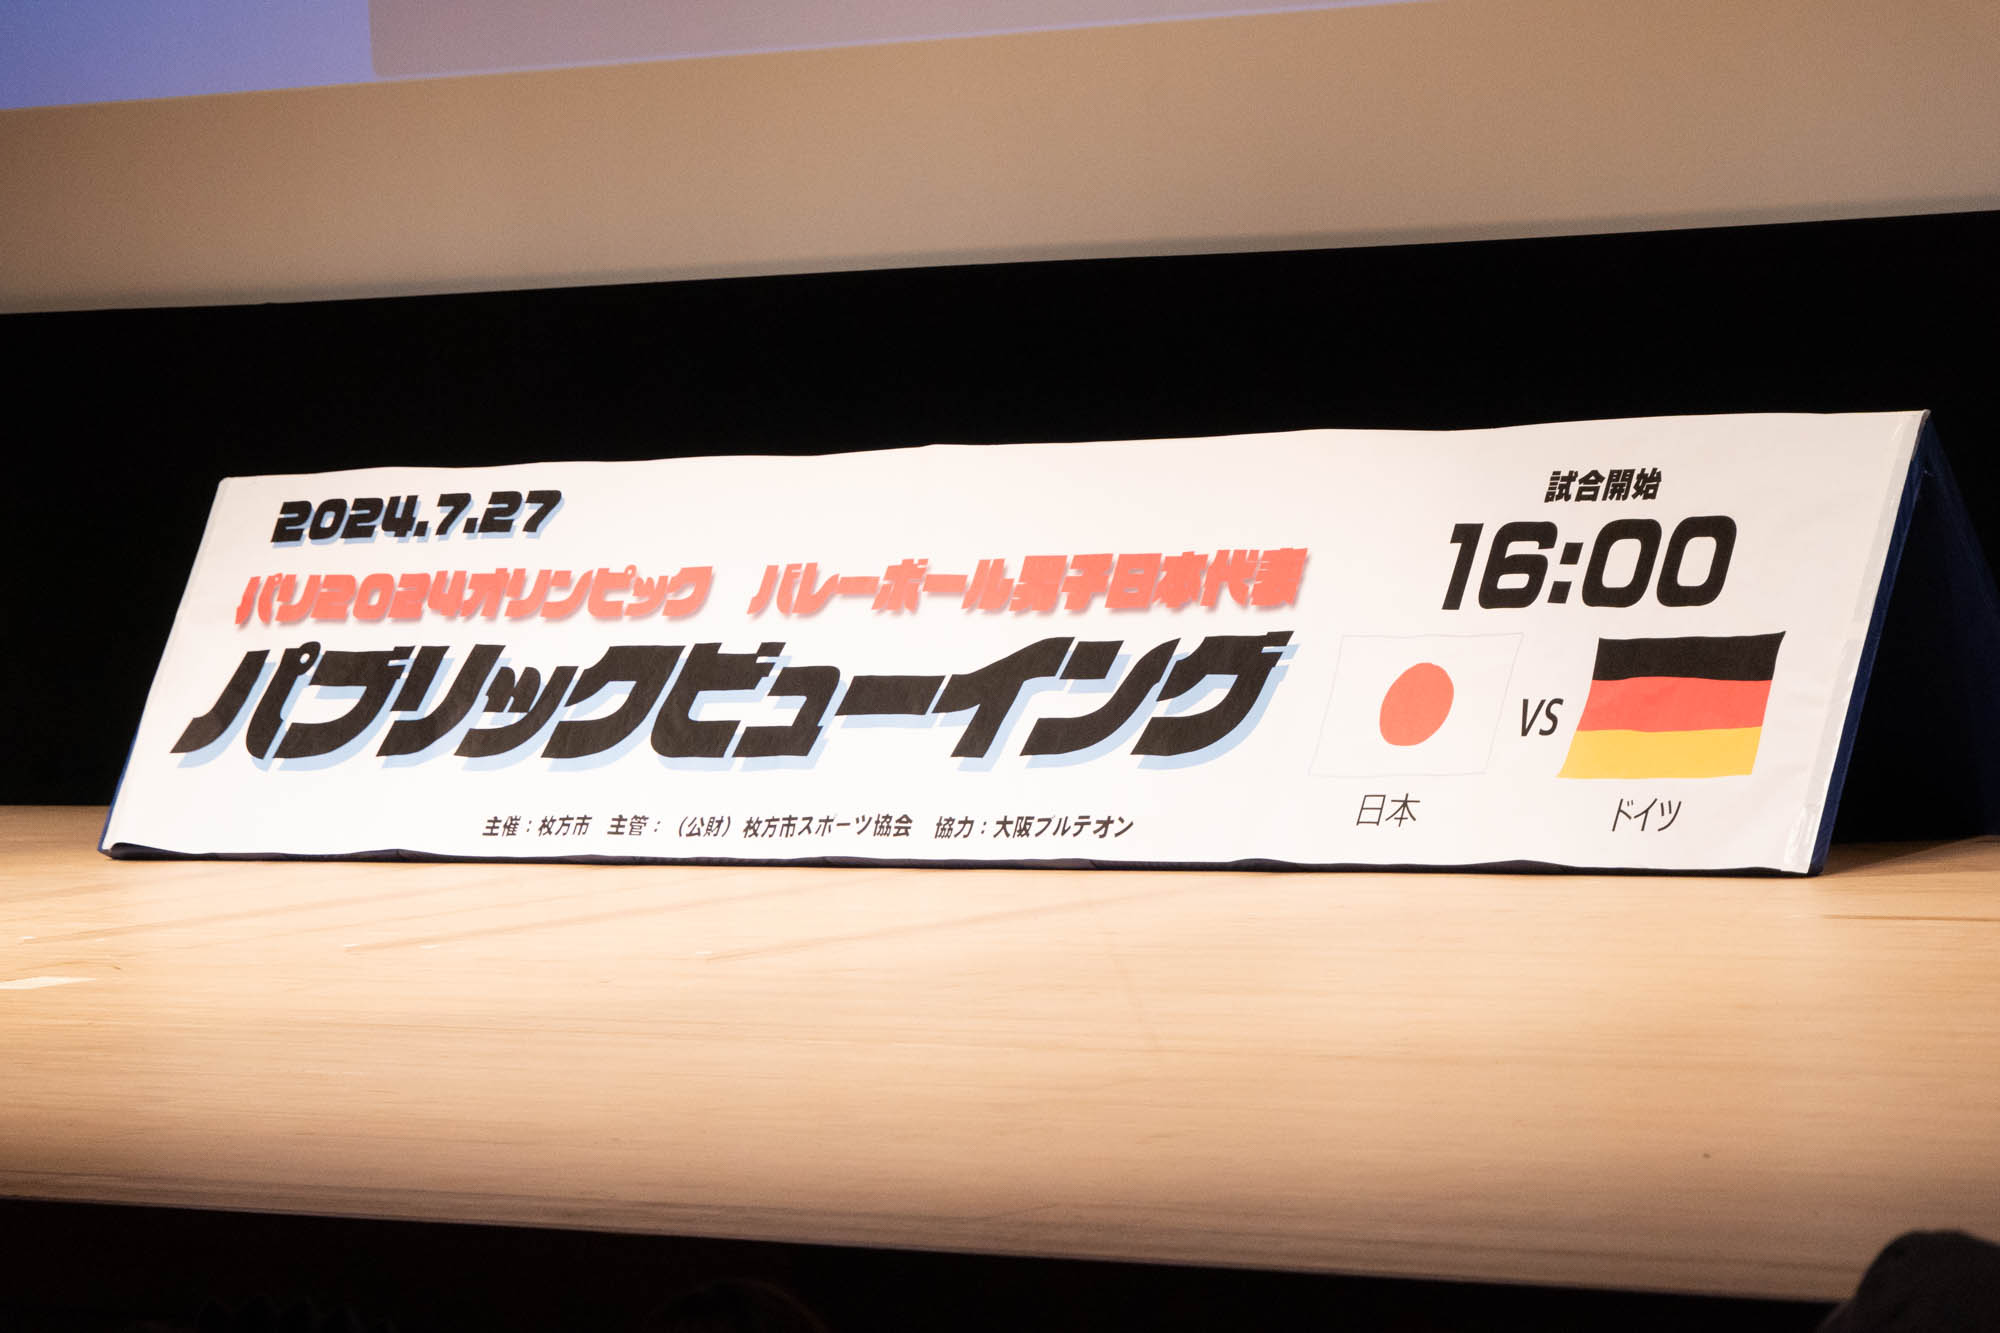 2024.7.27
パリ2024オリンピック　バレーボール男子日本代表
パブリックビューイング
主催：枚方市　主管：（公財）枚方市スポーツ協会　協力：大阪ブルテオン
試合開始
16:00
VS
日本
ドイツ